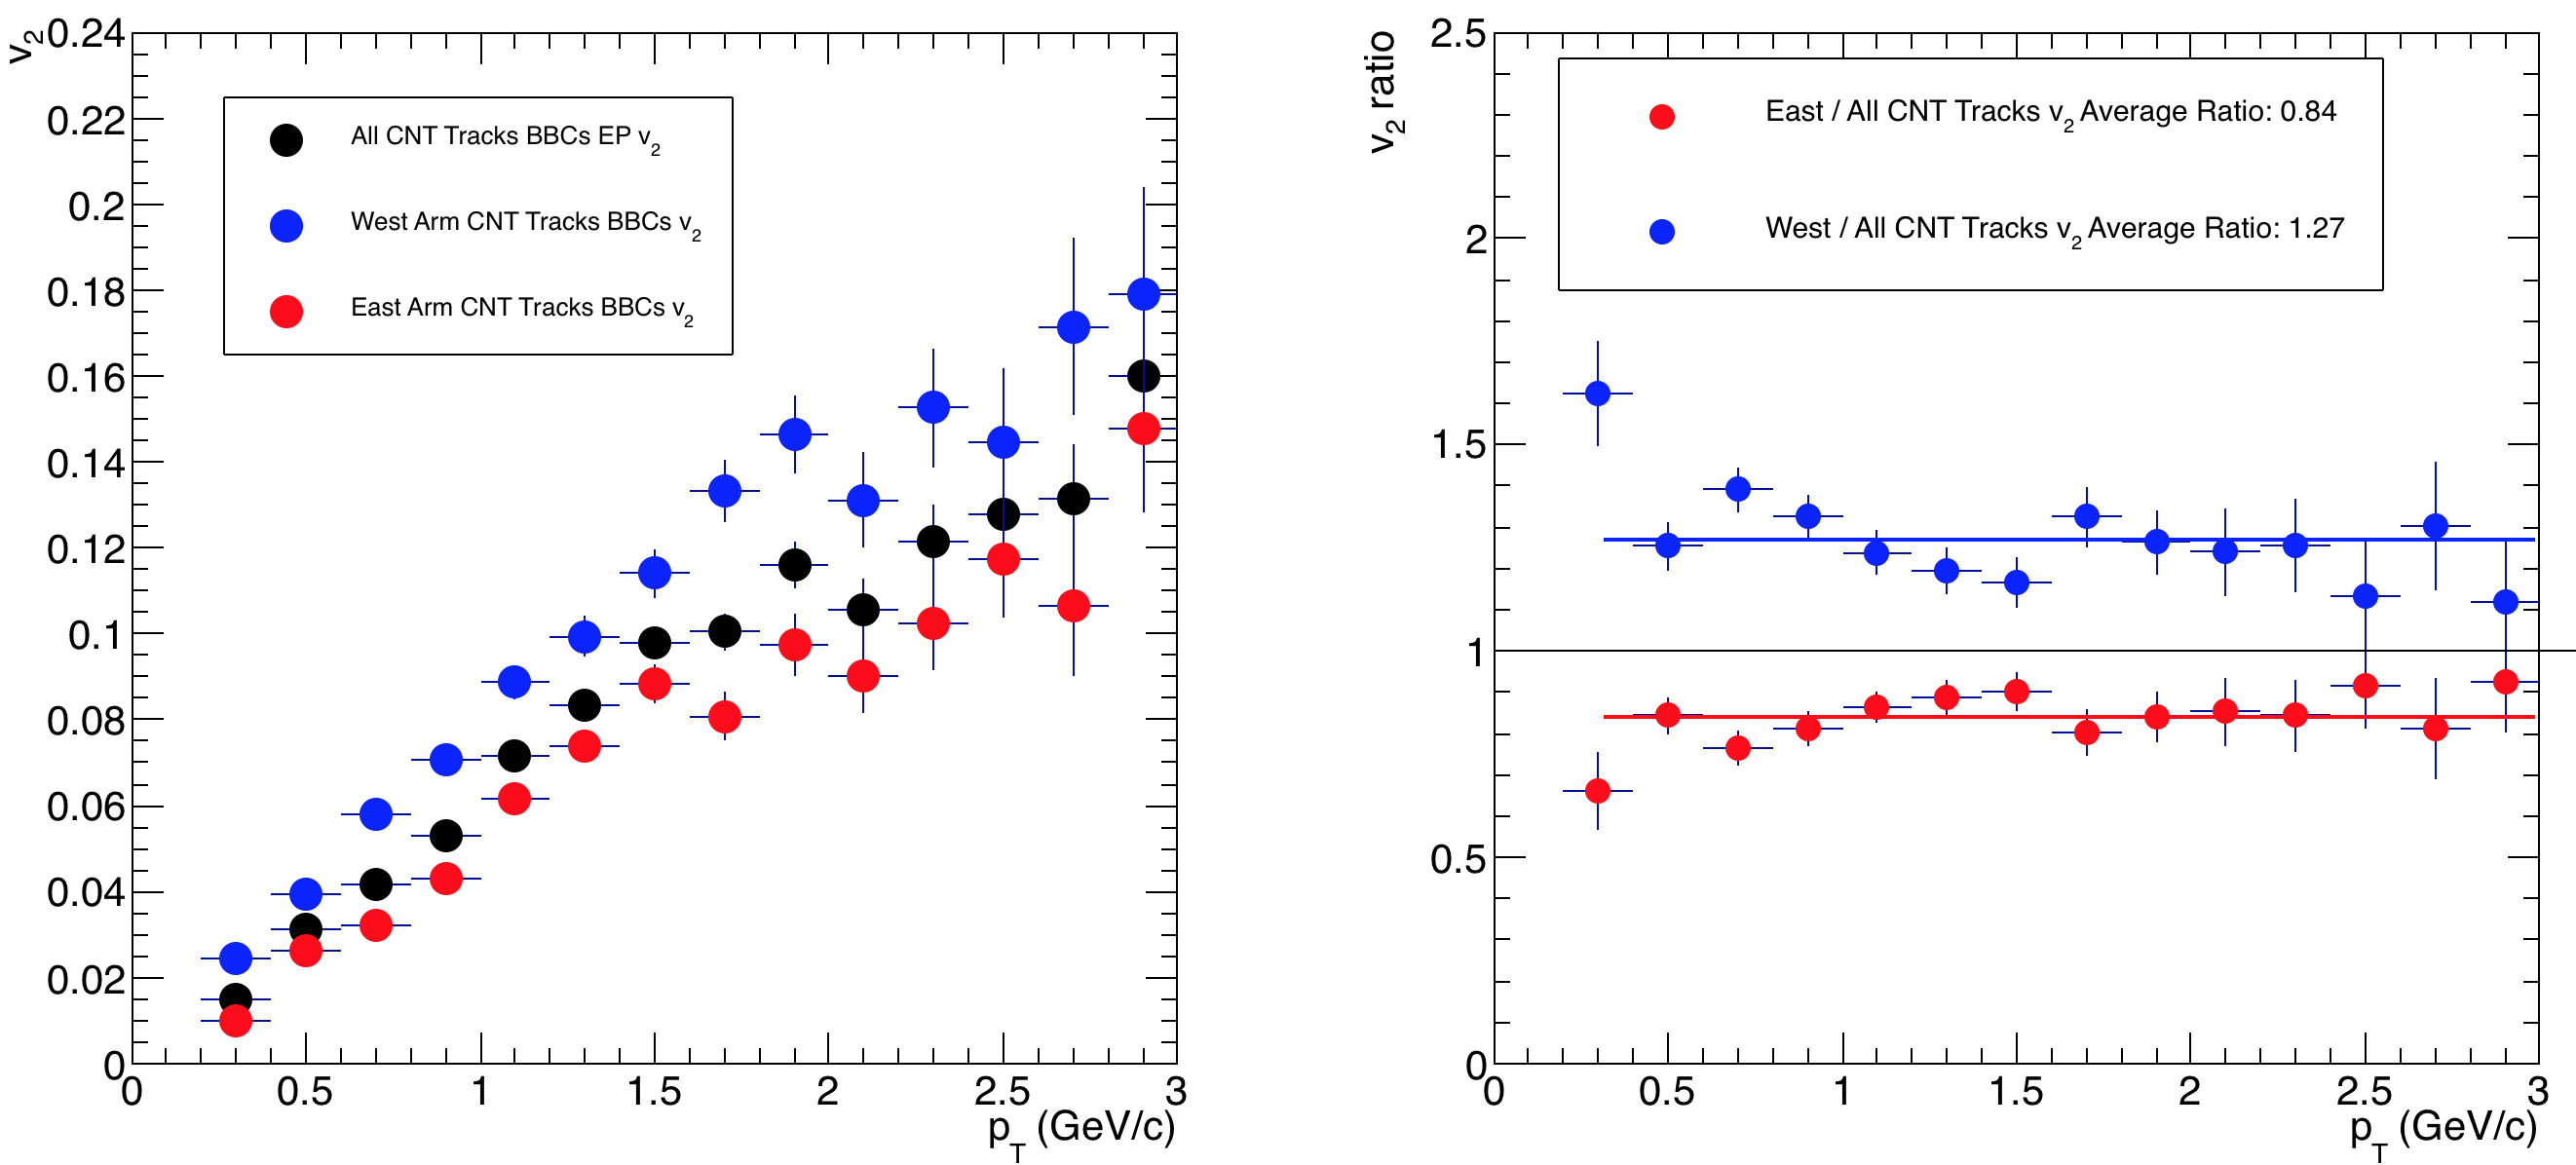 v2
0.24
0.22
0.2
0.18
0.16
0.14
0.12
0.1
0.08
0.06
0.04
0.02
0
All CNT Tracks BBCs EP v2
West Arm CNT Tracks BBCs v2
East Arm CNT Tracks BBCs v2
0 0.5 1 1.5 2 2.5 3
pT (GeV/c)
v2 ratio
2.5
2
1.5
1
0.5
0
East / All CNT Tracks v2 Average Ratio: 0.84
West / All CNT Tracks v2 Average Ratio: 1.27
0 0.5 1 1.5 2 2.5 3
pT (GeV/c)